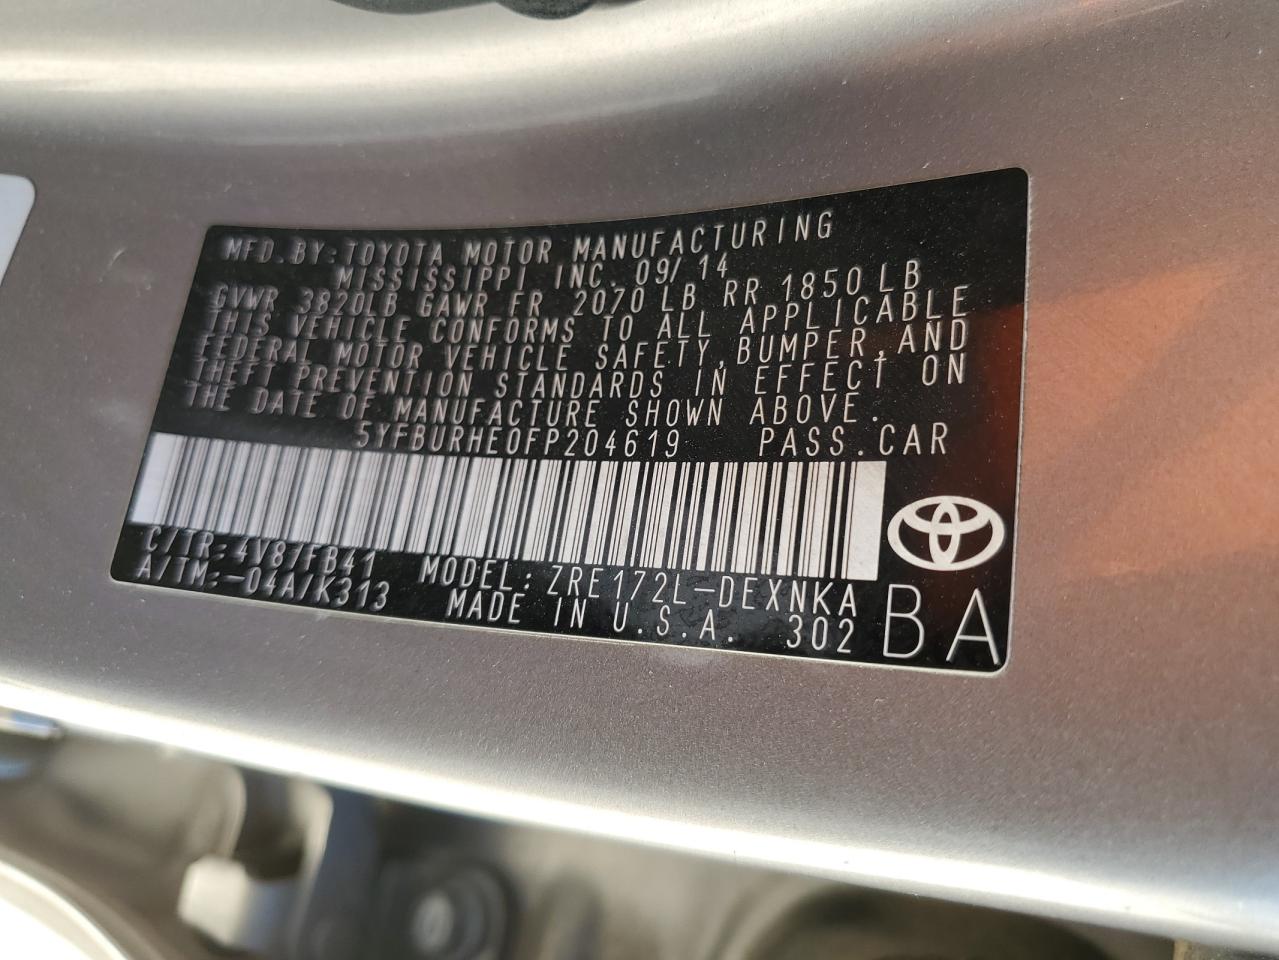 MFD.BY: TOYOTA MOTOR MANUFACTURING
MISSISSIPPI INC. 09/14
GVWR 3820LB GAWR FR 2070 LB RR 1850 LB
THIS VEHICLE CONFORMS TO ALL APPLICABLE
FEDERAL MOTOR VEHICLE SAFETY, BUMPER, AND
THEFT PREVENTION STANDARDS IN EFFECT ON
THE DATE OF MANUFACTURE SHOWN ABOVE.
5YFBURHE0FP204619 PASS.CAR
C/TR: 4V87/FB41 MODEL: ZRE172L-DEXNKA
A/TM: -04A/K313 MADE IN U.S.A. 302
BA